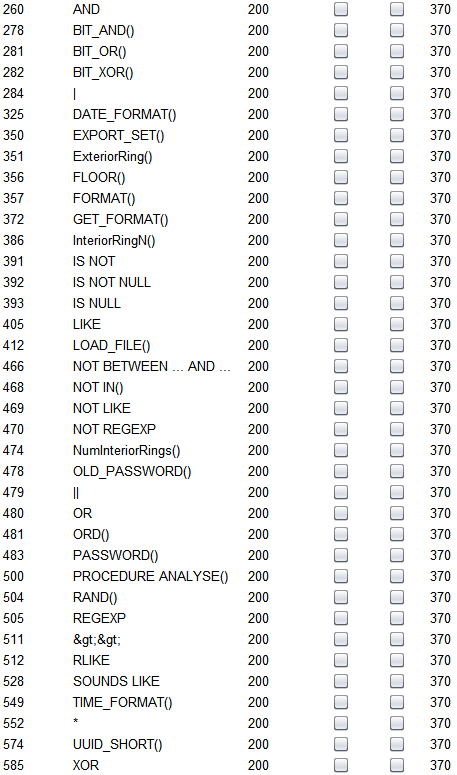 260 AND 200 370
278 BIT_AND() 200 370
281 BIT_OR() 200 370
282 BIT_XOR() 200 370
284 | 200 370
325 DATE_FORMAT() 200 370
350 EXPORT_SET() 200 370
351 ExteriorRing() 200 370
356 FLOOR() 200 370
357 FORMAT() 200 370
372 GET_FORMAT() 200 370
386 InteriorRingN() 200 370
391 IS NOT 200 370
392 IS NOT NULL 200 370
393 IS NULL 200 370
405 LIKE 200 370
412 LOAD_FILE() 200 370
466 NOT BETWEEN ... AND ... 200 370
468 NOT IN() 200 370
469 NOT LIKE 200 370
470 NOT REGEXP 200 370
474 NumInteriorRings() 200 370
478 OLD_PASSWORD() 200 370
479 || 200 370
480 OR 200 370
481 ORD() 200 370
483 PASSWORD() 200 370
500 PROCEDURE ANALYSE() 200 370
504 RAND() 200 370
505 REGEXP 200 370
511 &gt;&gt; 200 370
512 RLIKE 200 370
528 SOUNDS LIKE 200 370
549 TIME_FORMAT() 200 370
552 * 200 370
574 UUID_SHORT() 200 370
585 XOR 200 370